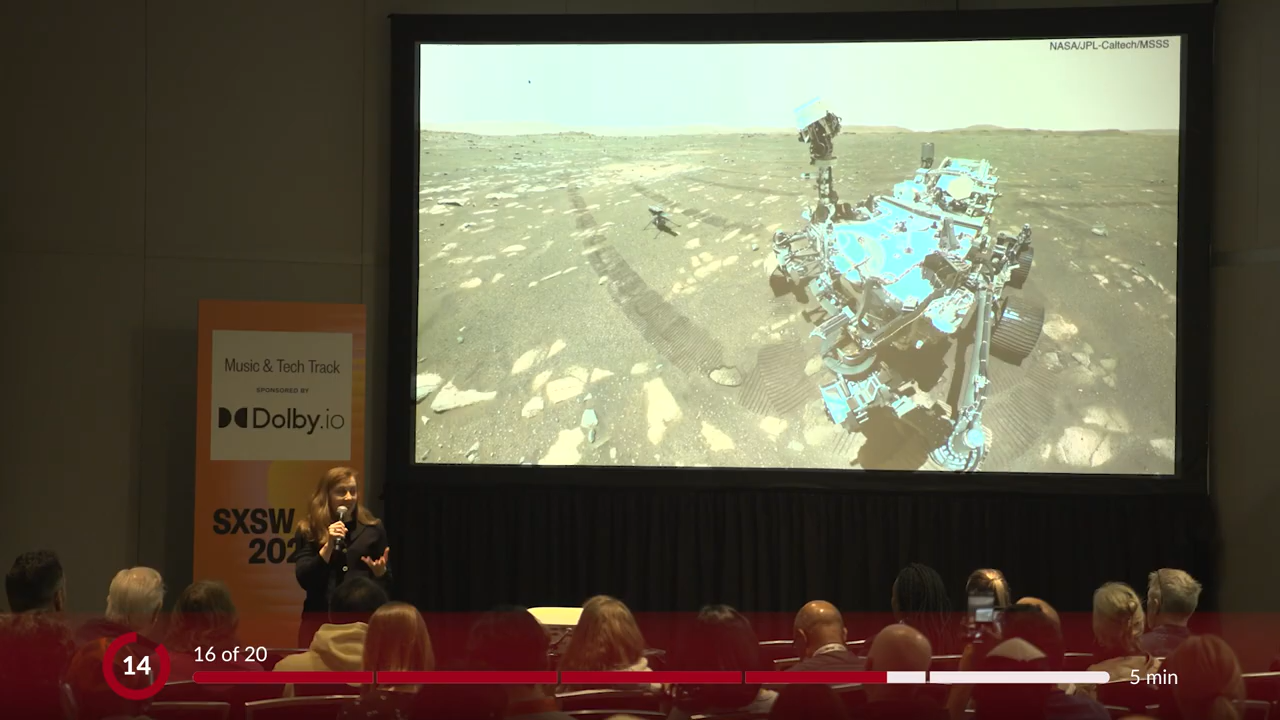 NASA/JPL-Caltech/MSSS
Music & Tech Track
SPONSORED BY
Dolby.io
SXSW
202
14
16 of 20
5 min